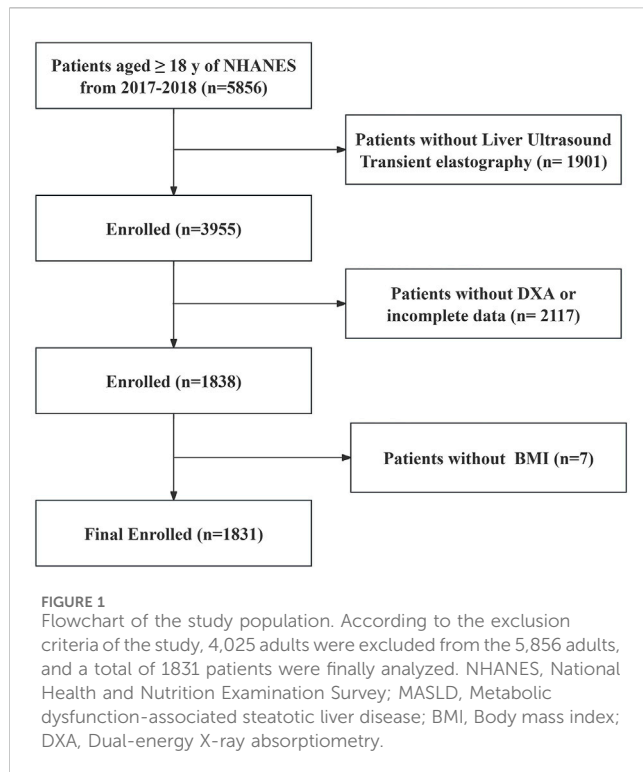 Patients aged ≥ 18 y of NHANES
from 2017-2018 (n=5856)
Patients without Liver Ultrasound
Transient elastography (n= 1901)
Enrolled (n=3955)
Patients without DXA or
incomplete data (n= 2117)
Enrolled (n=1838)
Patients without BMI (n=7)
Final Enrolled (n=1831)
FIGURE 1
Flowchart of the study population. According to the exclusion
criteria of the study, 4,025 adults were excluded from the 5,856 adults,
and a total of 1831 patients were finally analyzed. NHANES, National
Health and Nutrition Examination Survey; MASLD, Metabolic
dysfunction-associated steatotic liver disease; BMI, Body mass index;
DXA, Dual-energy X-ray absorptiometry.